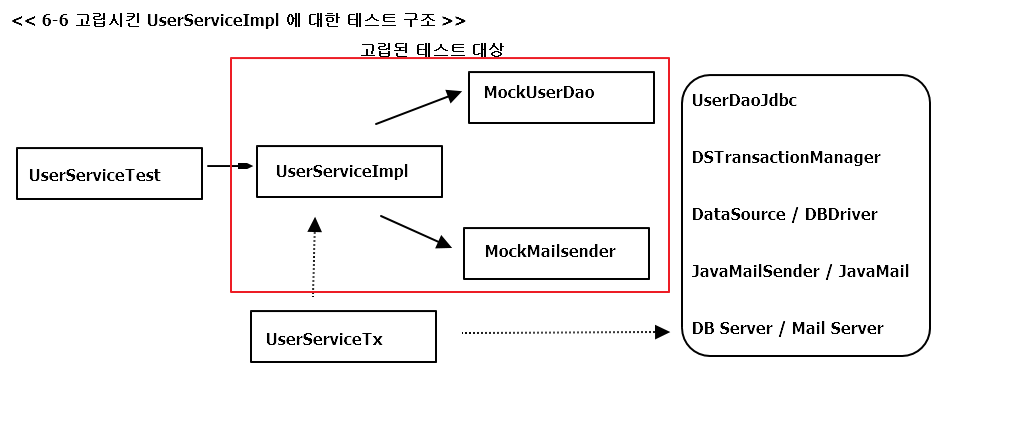 << 6-6 고립시킨 UserServiceImpl 에 대한 테스트 구조 >>
고립된 테스트 대상
MockUserDao
UserServiceTest
UserServiceImpl
MockMailsender
UserServiceTx
UserDaoJdbc
DSTransactionManager
DataSource / DBDriver
JavaMailSender / JavaMail
DB Server / Mail Server